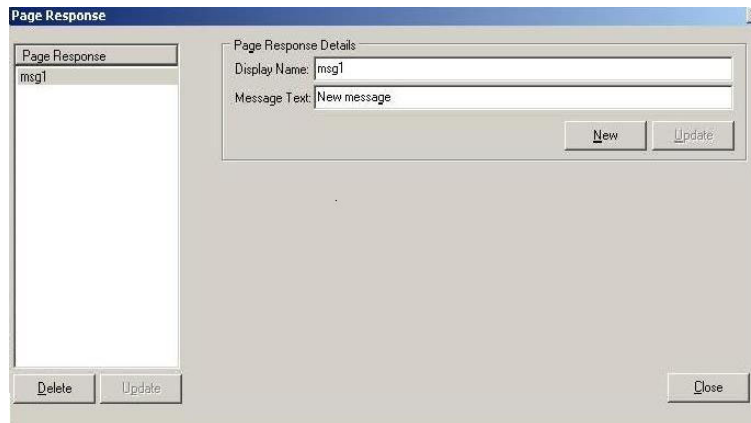 Page Response
Page Response
msg1
Page Response Details
Display Name: msg1
Message Text: New message
New Update
Delete Update
Close